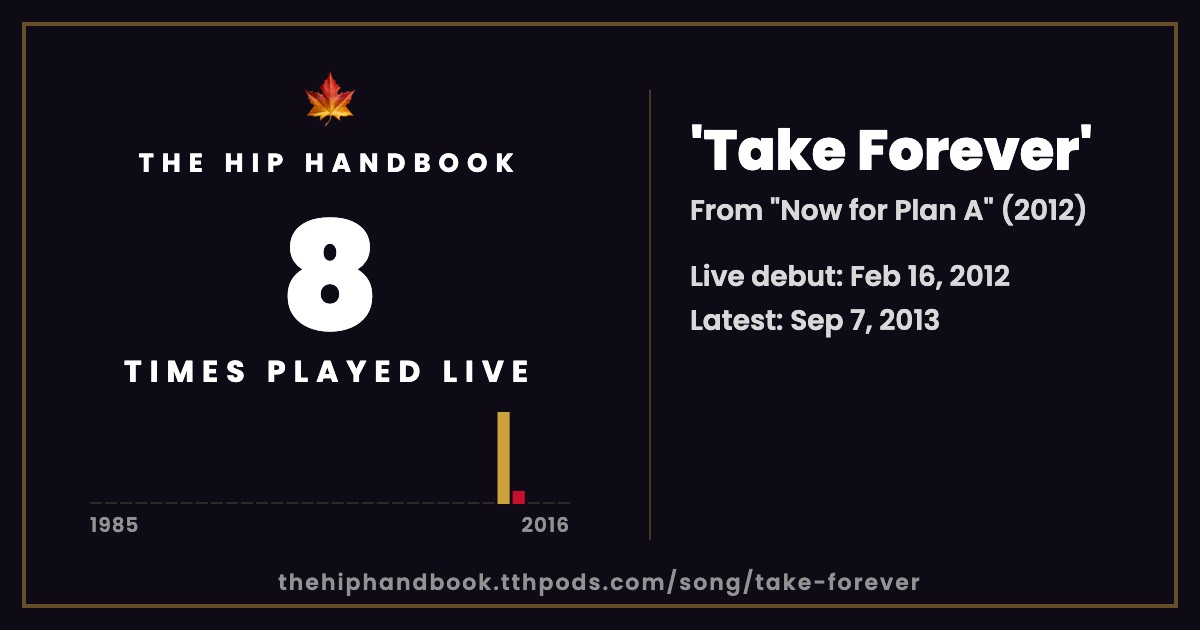 THE HIP HANDBOOK
8
TIMES PLAYED LIVE
1985 2016
'Take Forever'
From "Now for Plan A" (2012)
Live debut: Feb 16, 2012
Latest: Sep 7, 2013
thehiphandbook.tthpods.com/song/take-forever